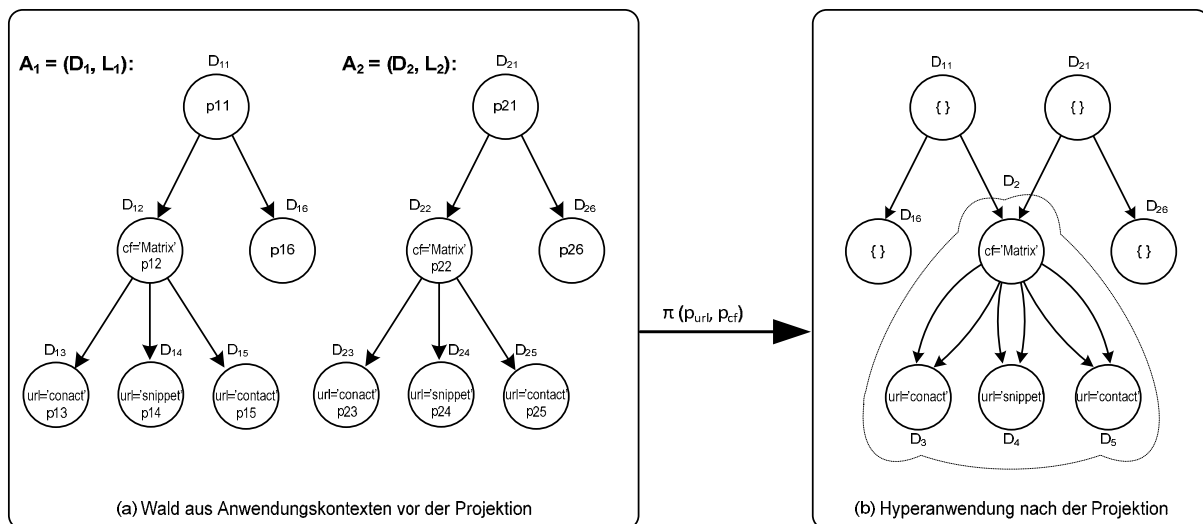 A₁ = (D₁, L₁):
D₁₁
p11
D₁₂
cf='Matrix'
p12
D₁₆
p16
D₁₃
url='conact'
p13
D₁₄
url='snippet'
p14
D₁₅
url='contact'
p15
A₂ = (D₂, L₂):
D₂₁
p21
D₂₂
cf='Matrix'
p22
D₂₆
p26
D₂₃
url='conact'
p23
D₂₄
url='snippet'
p24
D₂₅
url='contact'
p25
(a) Wald aus Anwendungskontexten vor der Projektion
π (p_url, p_cf)
D₁₁
{ }
D₂₁
{ }
D₂
D₁₆
{ }
cf='Matrix'
D₂₆
{ }
url='conact'
D₃
url='snippet'
D₄
url='contact'
D₅
(b) Hyperanwendung nach der Projektion